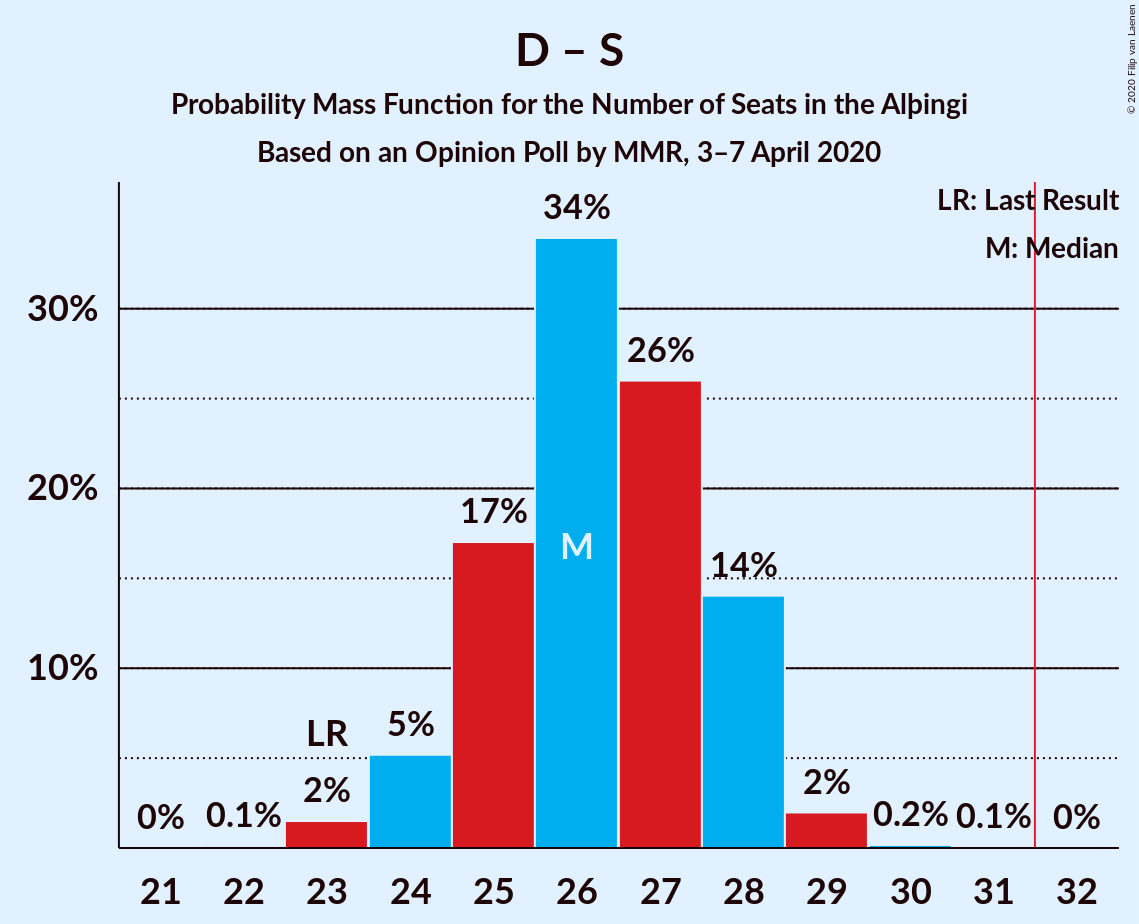 D – S
Probability Mass Function for the Number of Seats in the Alþingi
Based on an Opinion Poll by MMR, 3–7 April 2020
© 2020 Filip van Laenen
LR: Last Result
M: Median
34%
30%
26%
20%
17%
M
14%
10%
LR
5%
2%
2%
0%
0.1%
0.2%
0.1%
0%
21 22 23 24 25 26 27 28 29 30 31 32